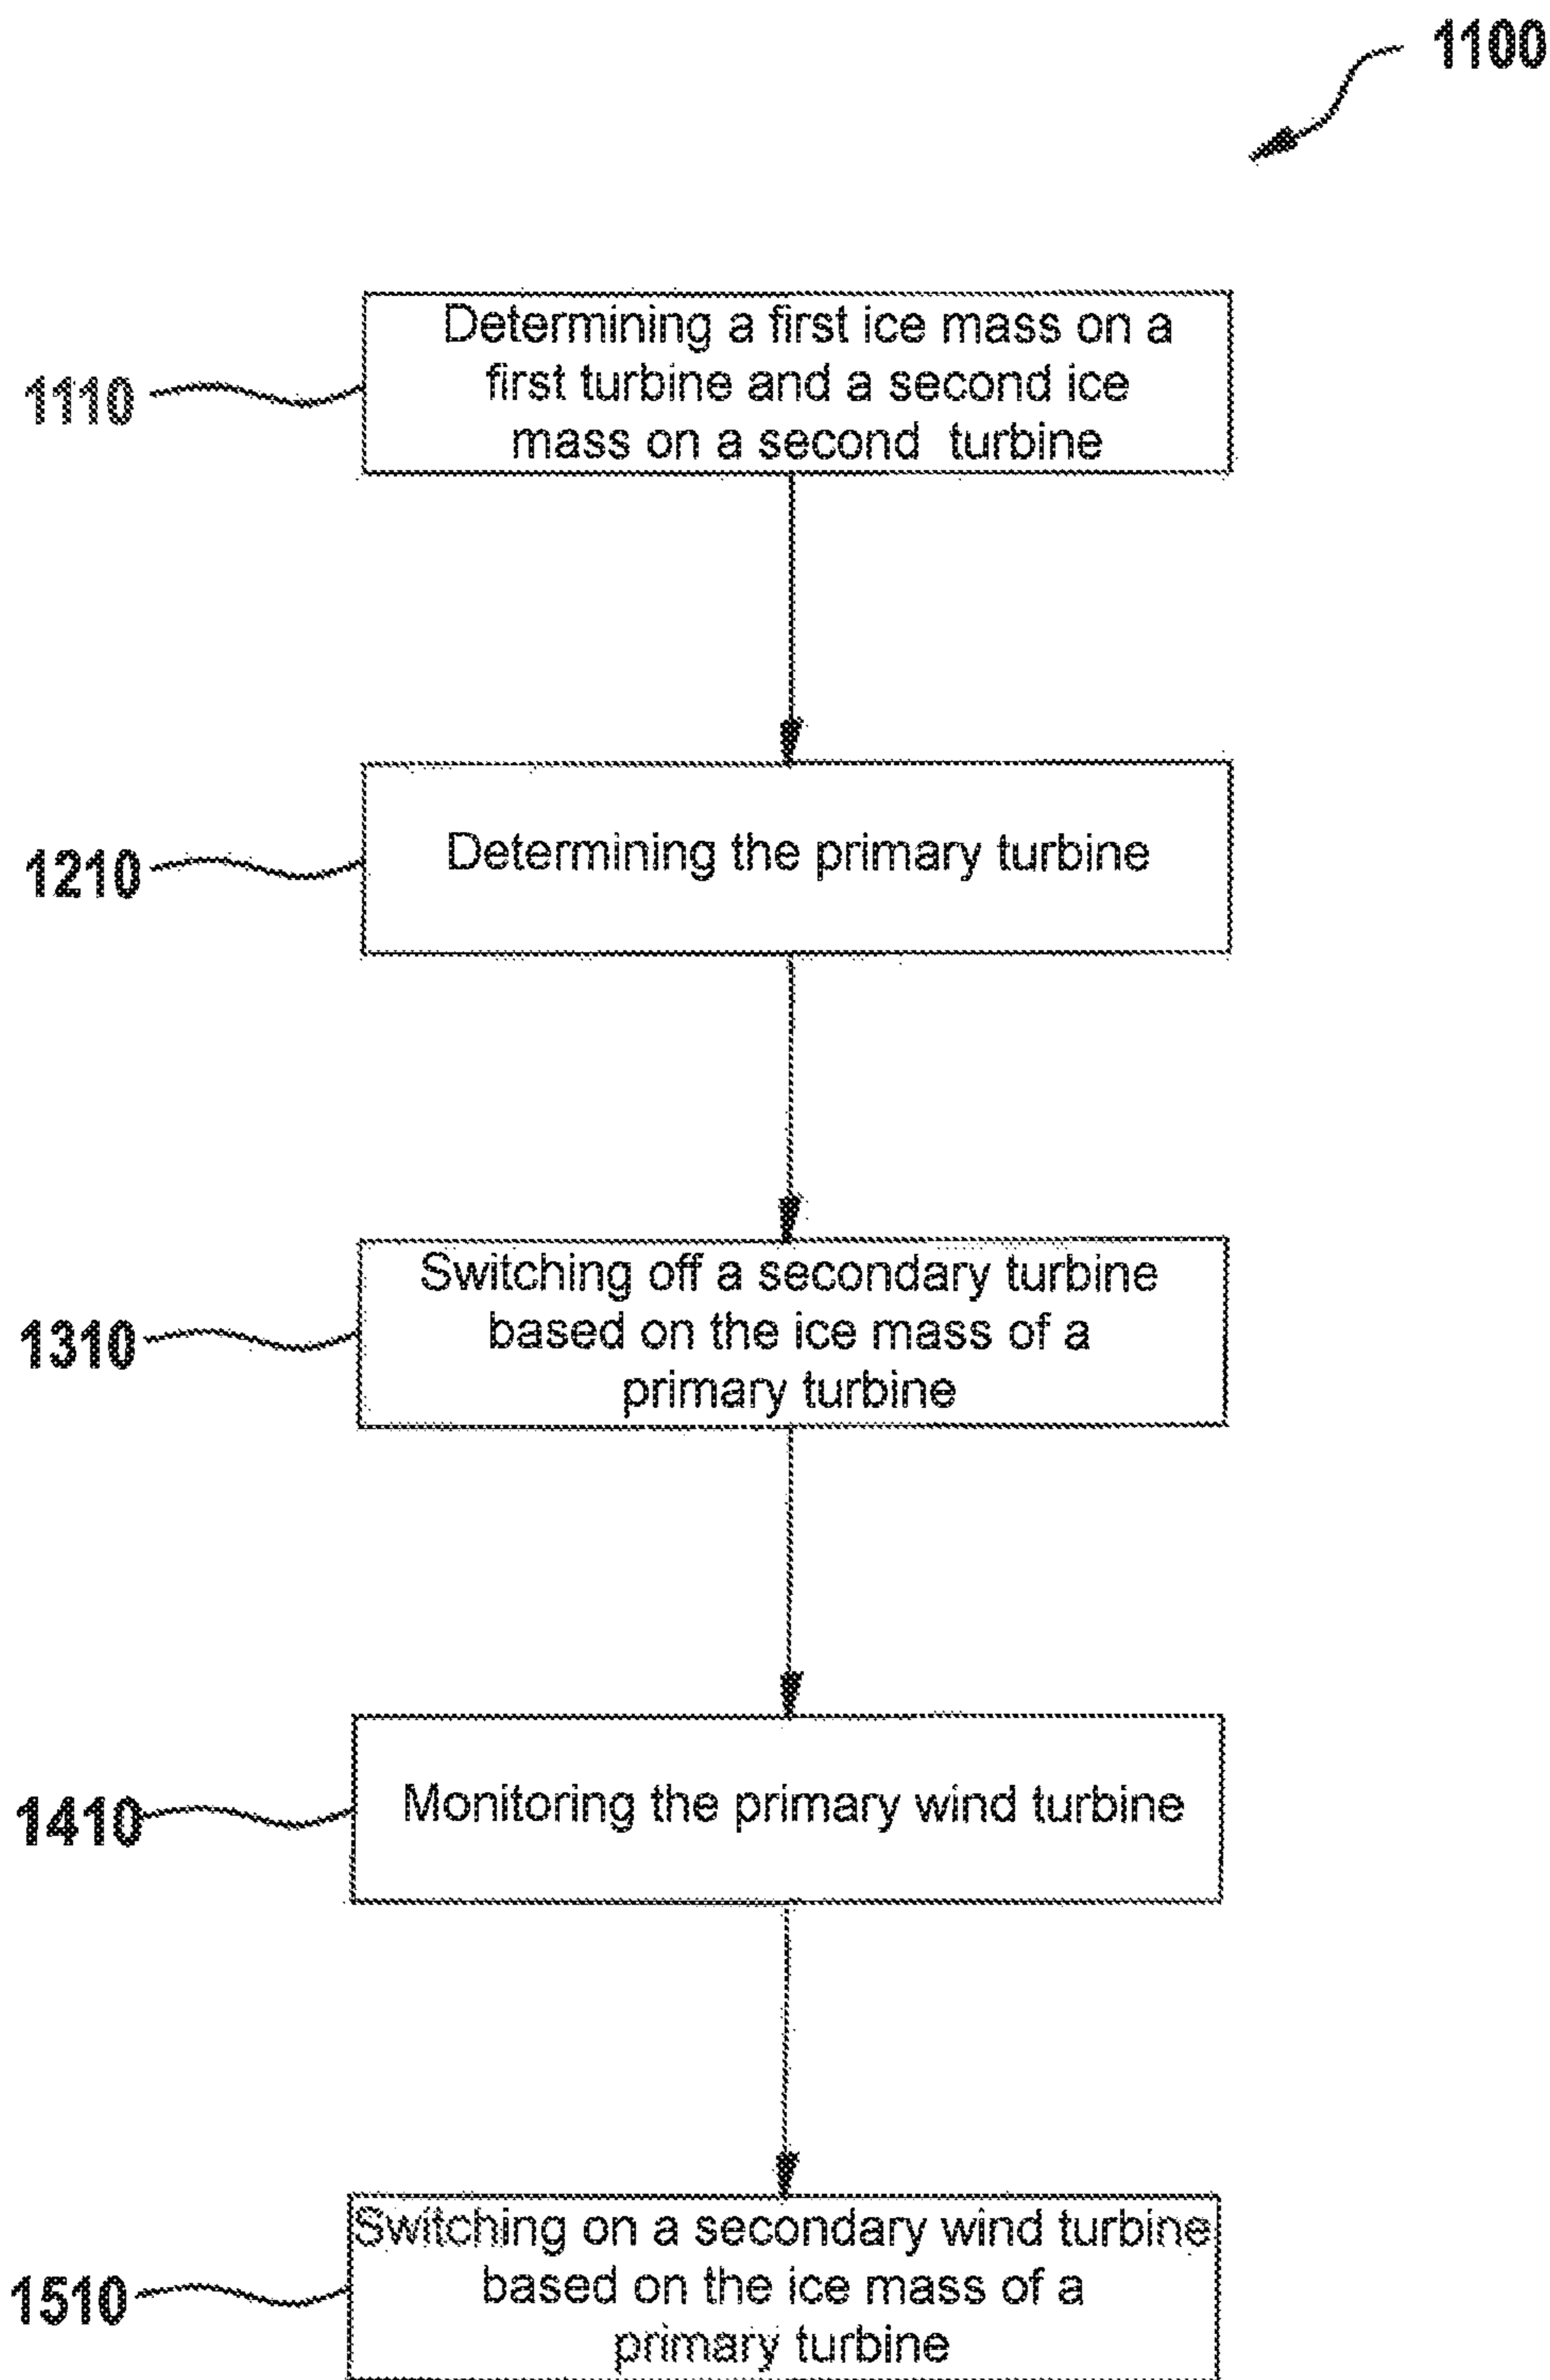 1100
Determining a first ice mass on a
first turbine and a second ice
mass on a second turbine
1110
Determining the primary turbine
1210
Switching off a secondary turbine
based on the ice mass of a
primary turbine
1310
Monitoring the primary wind turbine
1410
Switching on a secondary wind turbine
based on the ice mass of a
primary turbine
1510